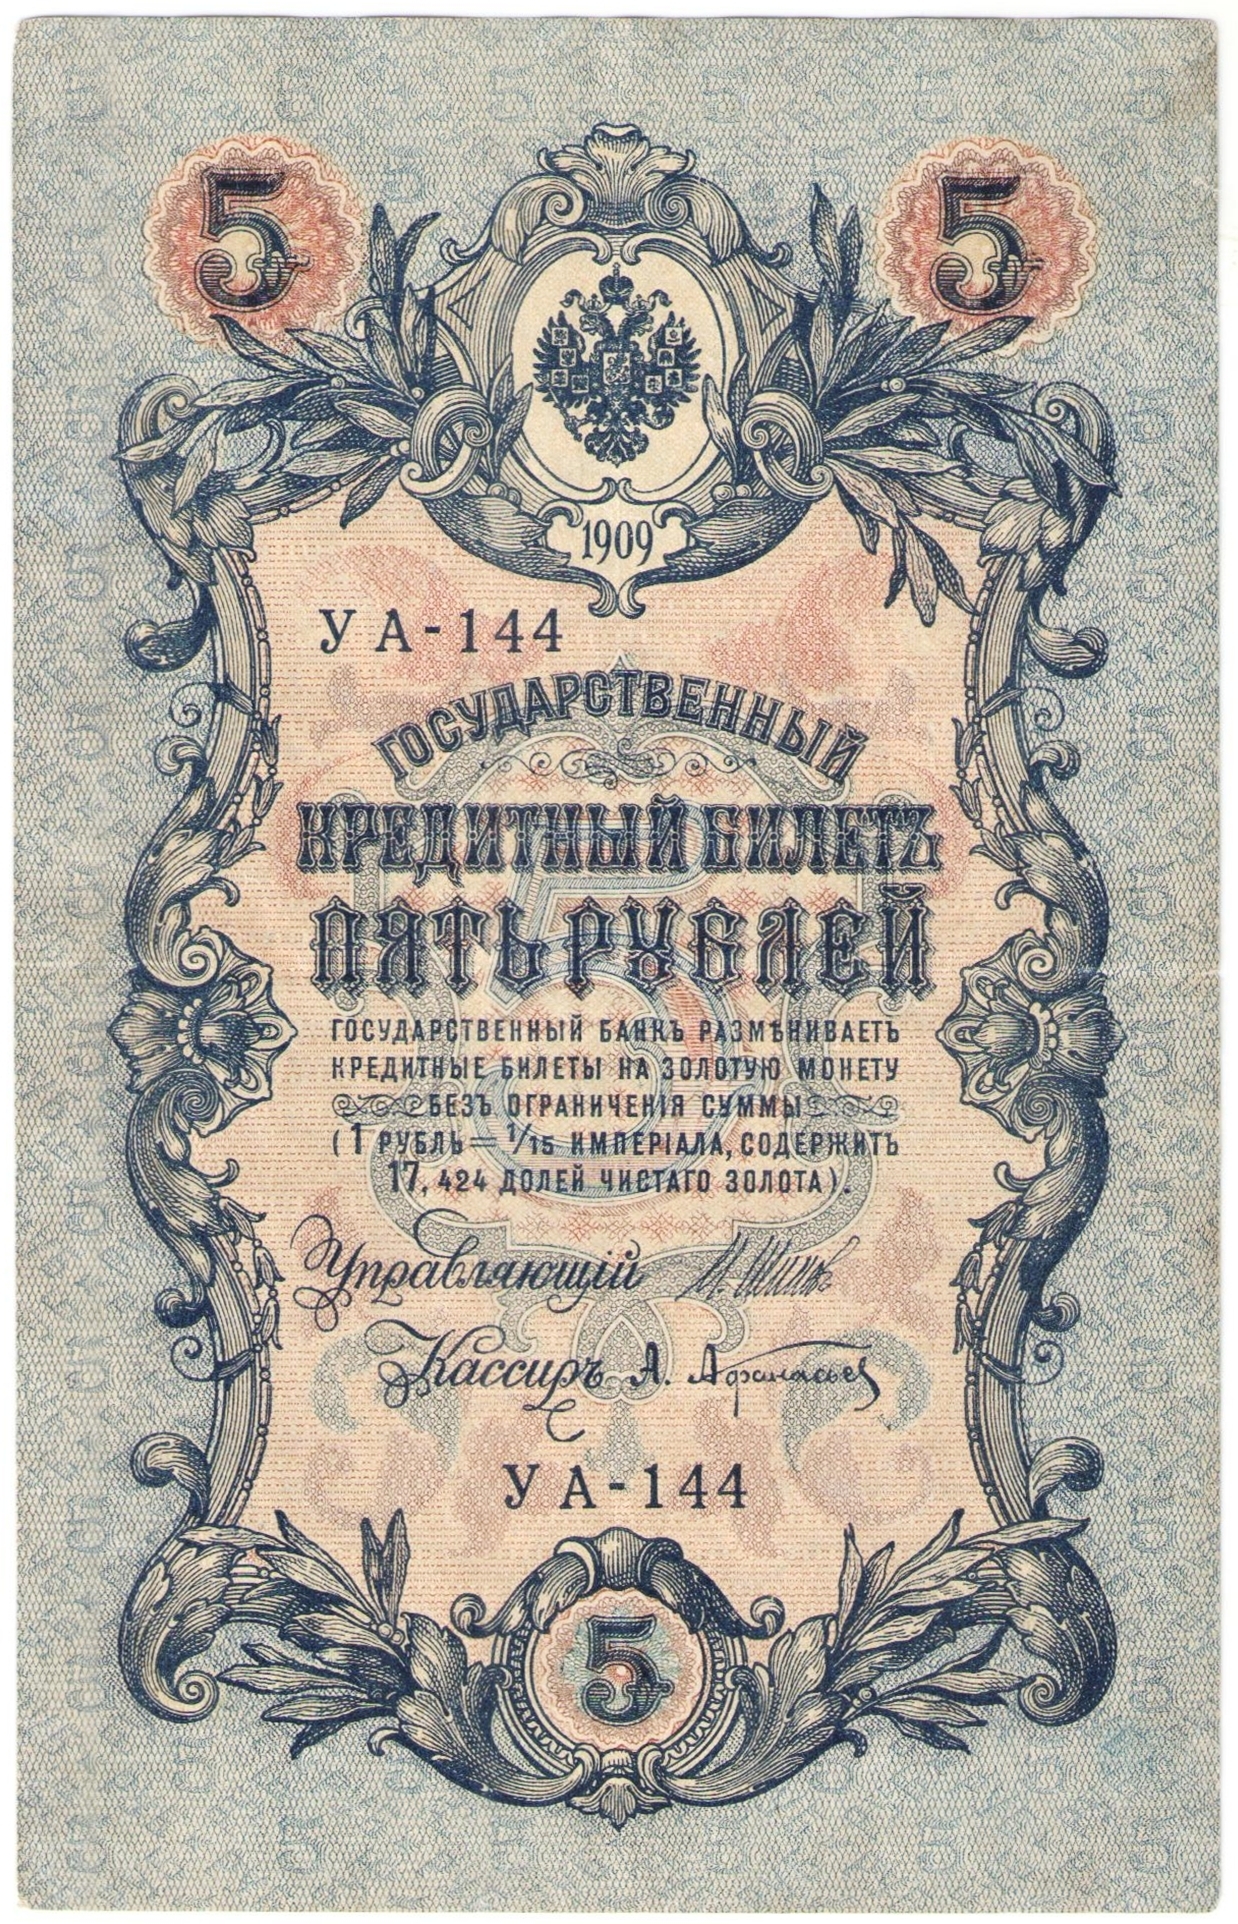 5 5
1909
УА-144
ГОСУДАРСТВЕННЫЙ
КРЕДИТНЫЙ БИЛЕТЪ
ПЯТЬ РУБЛЕЙ
ГОСУДАРСТВЕННЫЙ БАНКЪ РАЗМѢНИВАЕТЪ
КРЕДИТНЫЕ БИЛЕТЫ НА ЗОЛОТУЮ МОНЕТУ
БЕЗЪ ОГРАНИЧЕНІЯ СУММЫ
(1 РУБЛЬ = 1/15 ИМПЕРІАЛА, СОДЕРЖИТЪ
17,424 ДОЛЕЙ ЧИСТАГО ЗОЛОТА).
Управляющій И. Шипов
Кассиръ А. Афанасьев
УА-144
5